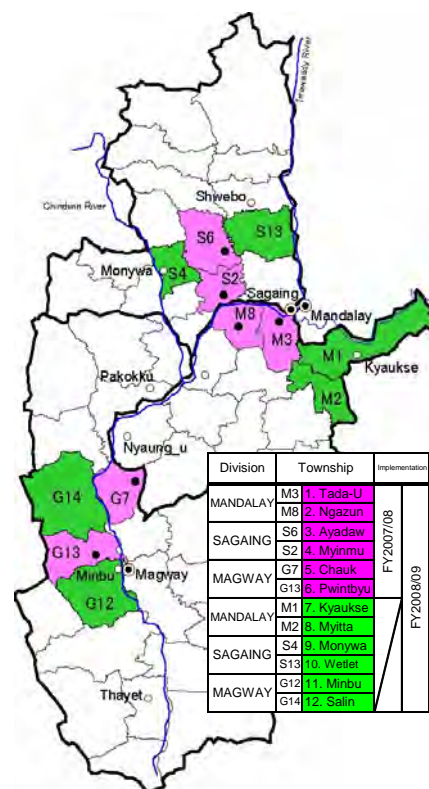 Irrawaddy River
Shwebo
Chindwin River
S6
S13
Monywa
S4
S2
Sagaing
Mandalay
M8
M3
M1
Kyaukse
Pakokku
M2
Nyaung_u
G14
G7
G13
Minbu
Magway
G12
Thayet
Division Township Implementation
MANDALAY M3 1. Tada-U FY2007/08 FY2008/09
M8 2. Ngazun
SAGAING S6 3. Ayadaw
S2 4. Myinmu
MAGWAY G7 5. Chauk
G13 6. Pwintbyu
MANDALAY M1 7. Kyaukse
M2 8. Myitta
SAGAING S4 9. Monywa
S13 10. Wetlet
MAGWAY G12 11. Minbu
G14 12. Salin